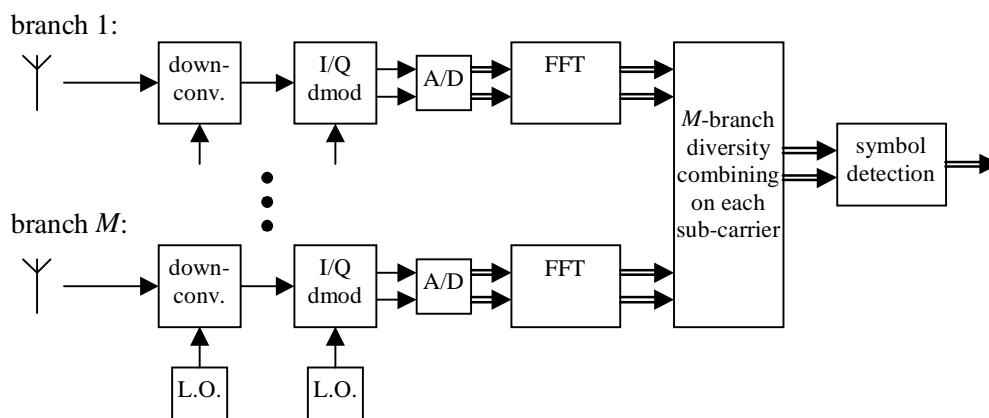 branch 1:
down-
conv.
I/Q
dmod
A/D
FFT
M-branch
diversity
combining
on each
sub-carrier
symbol
detection
branch M:
down-
conv.
I/Q
dmod
A/D
FFT
L.O.
L.O.